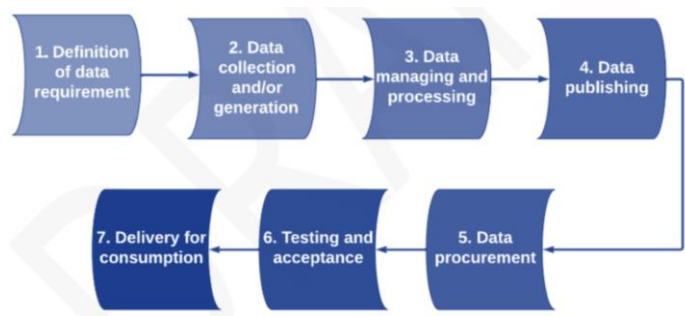 1. Definition
of data
requirement
2. Data
collection
and/or
generation
3. Data
managing and
processing
4. Data
publishing
5. Data
procurement
6. Testing and
acceptance
7. Delivery for
consumption